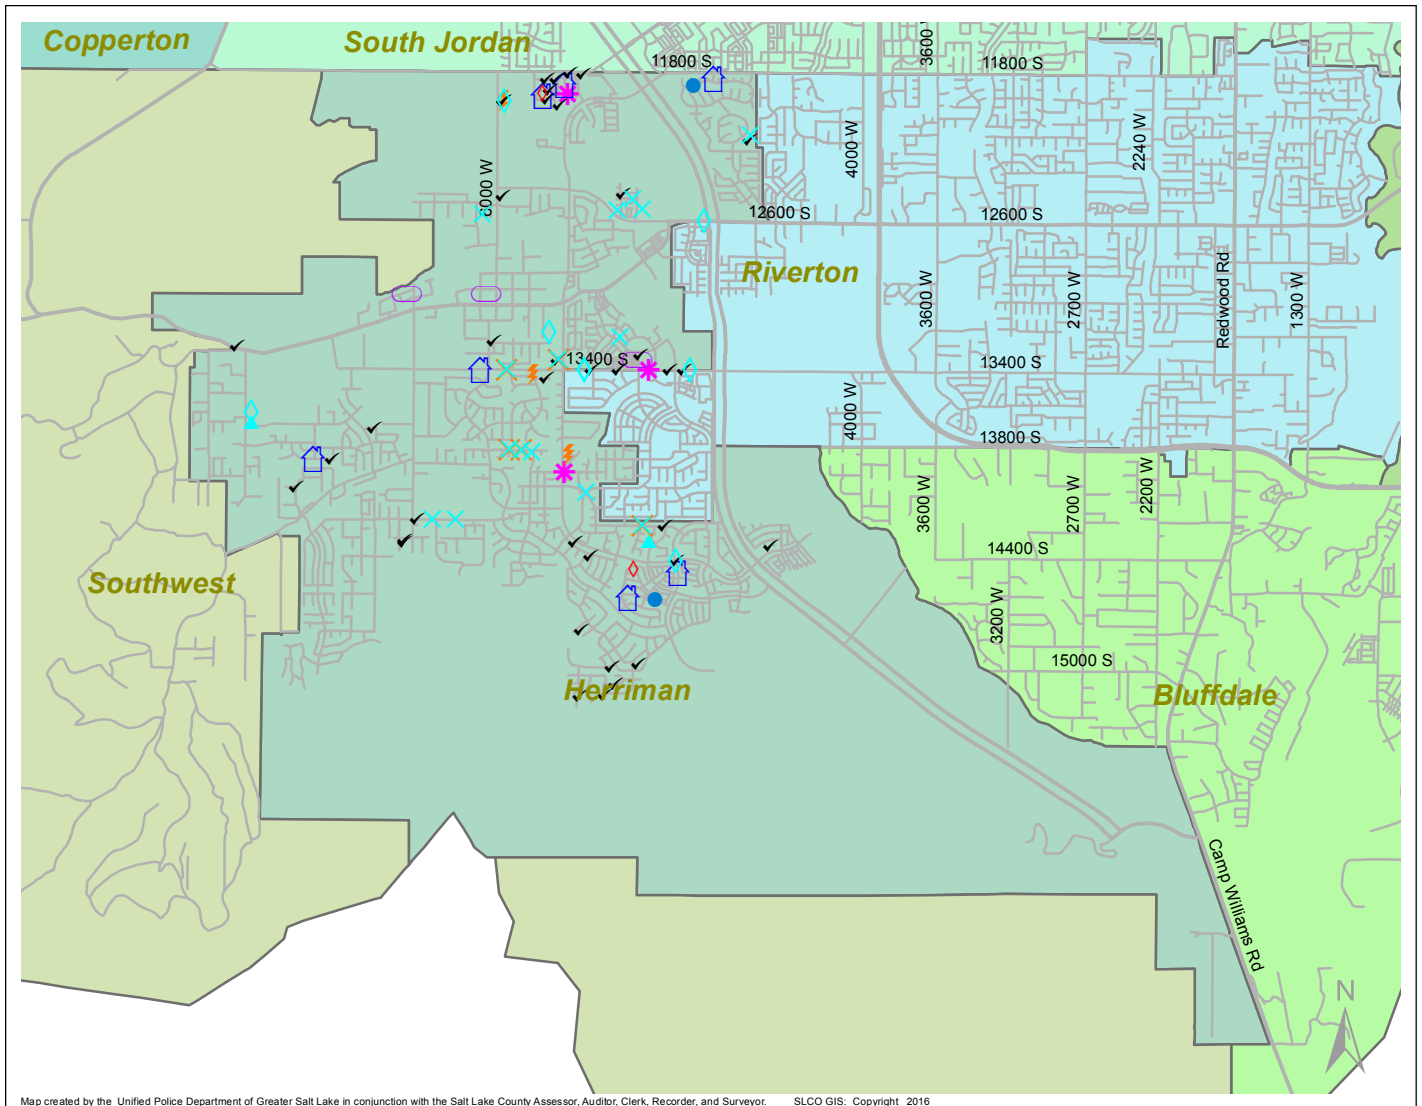 Copperton
South Jordan
3600
11800 S
11800 S
4000 W
2240 W
6000 W
12600 S
12600 S
Riverton
Redwood Rd
3600 W
2700 W
1300 W
13400 S
13400 S
4000 W
13800 S
3600 W
2700 W
2200 W
14400 S
Southwest
3200 W
15000 S
Herriman
Bluffdale
Camp Williams Rd
N
Map created by the Unified Police Department of Greater Salt Lake in conjunction with the Salt Lake County Assessor, Auditor, Clerk, Recorder, and Surveyor. SLCO GIS: Copyright 2016